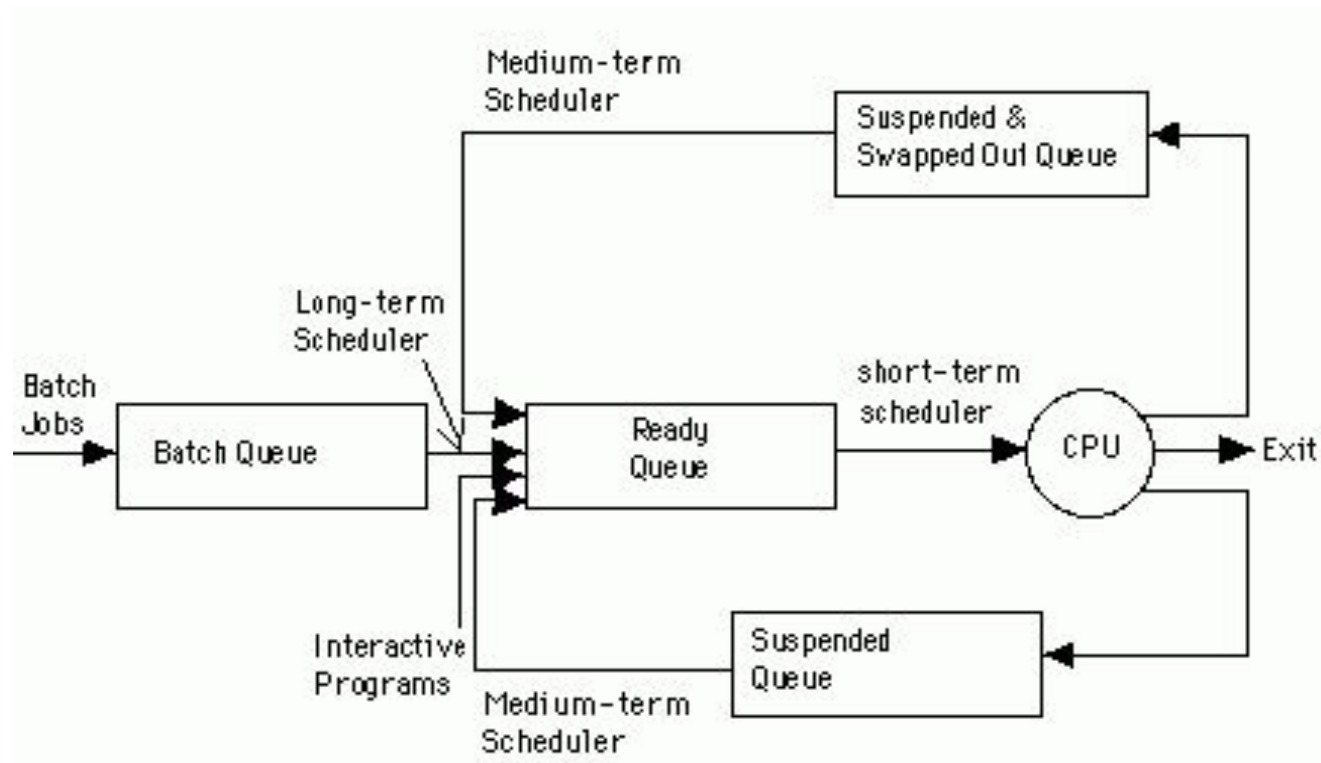 Medium-term
Scheduler
Suspended &
Swapped Out Queue
Long-term
Scheduler
Batch
Jobs
Batch Queue
Ready
Queue
short-term
scheduler
CPU
Exit
Interactive
Programs
Suspended
Queue
Medium-term
Scheduler